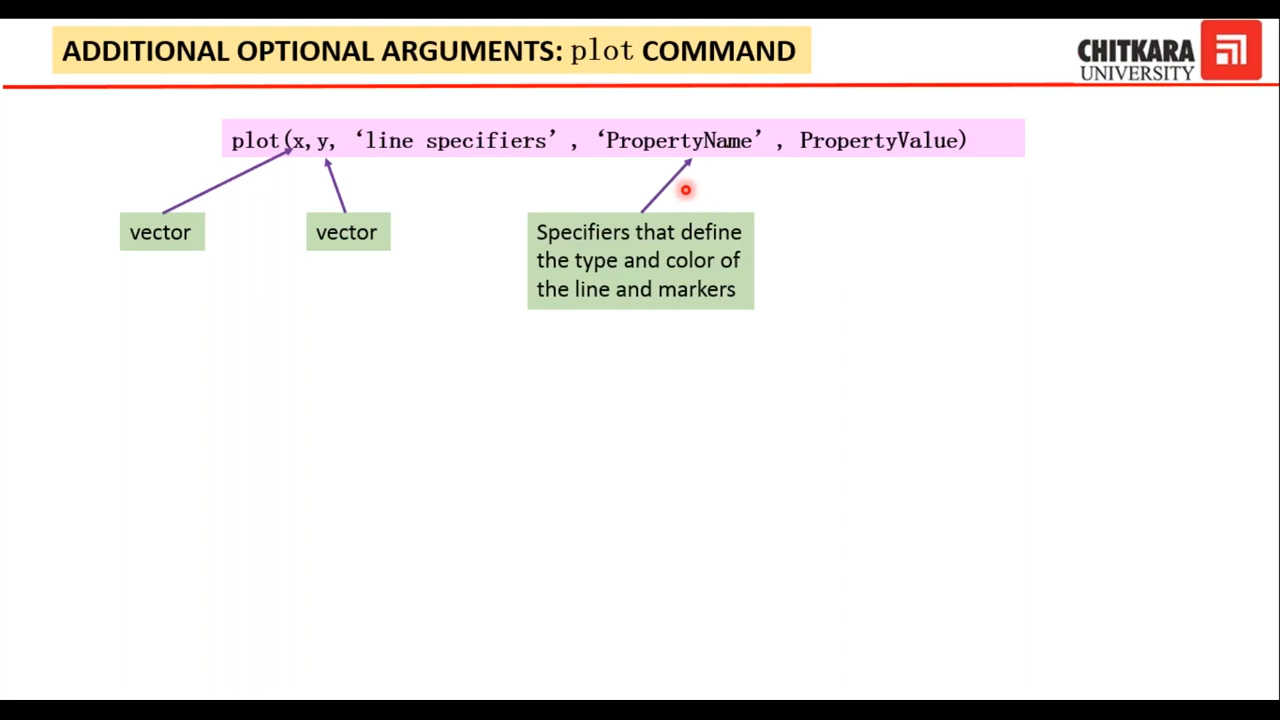 ADDITIONAL OPTIONAL ARGUMENTS: plot COMMAND
CHITKARA
UNIVERSITY
plot(x,y, ‘line specifiers’, ‘PropertyName’, PropertyValue)
vector
vector
Specifiers that define
the type and color of
the line and markers